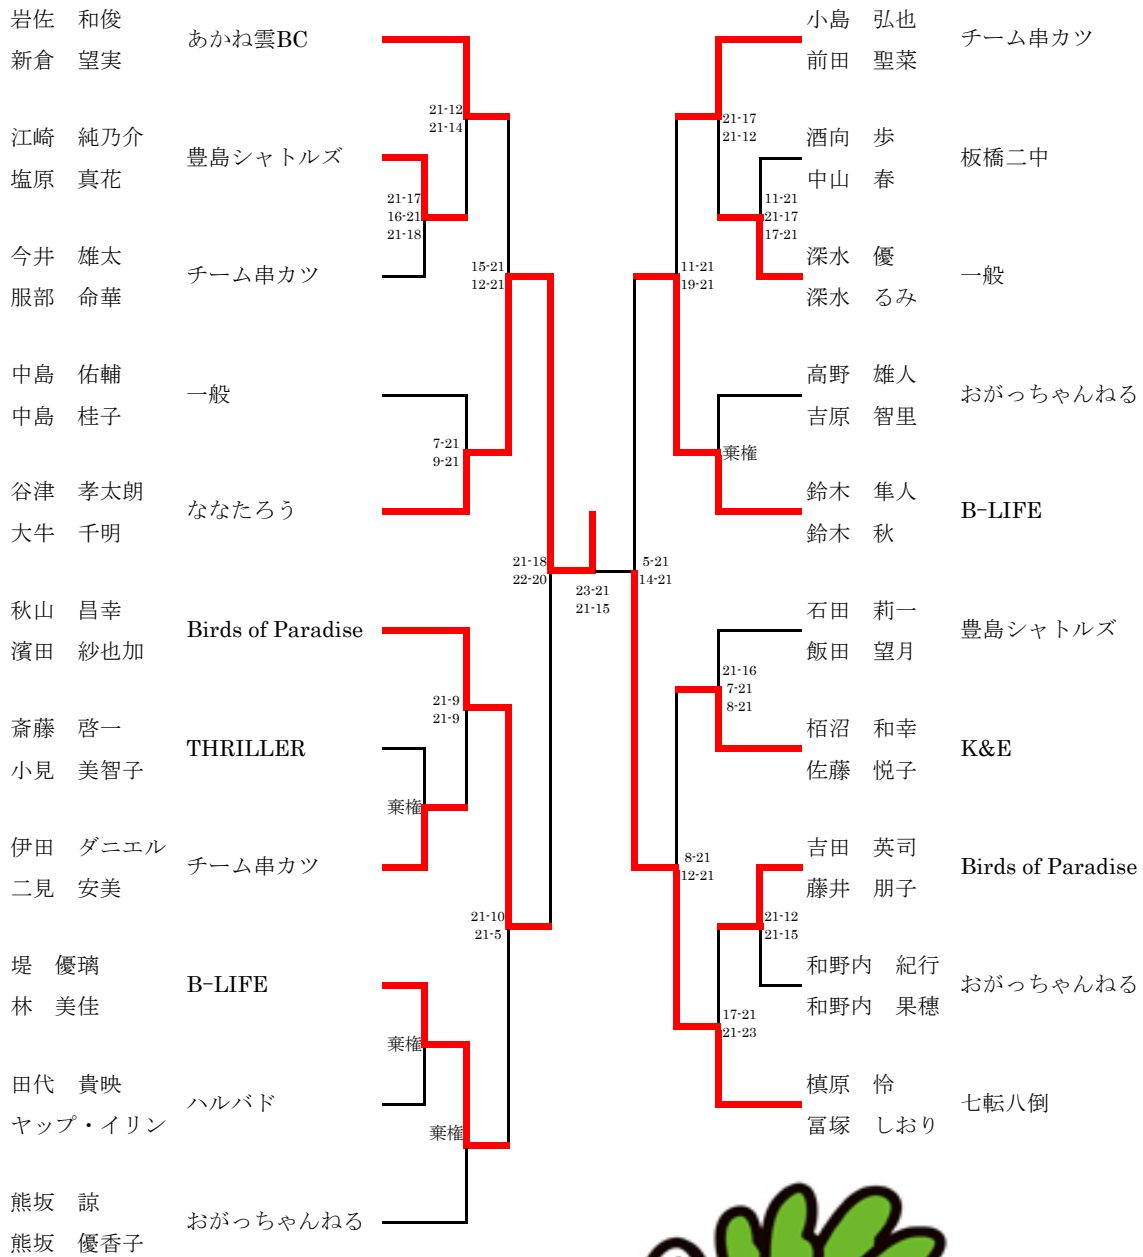 岩佐　和俊
新倉　望実
あかね雲BC
21-12
21-14
江崎　純乃介
塩原　真花
豊島シャトルズ
21-17
16-21
21-18
今井　雄太
服部　命華
チーム串カツ
15-21
12-21
中島　佑輔
中島　桂子
一般
7-21
9-21
谷津　孝太朗
大牛　千明
ななたろう
21-18
22-20
秋山　昌幸
濱田　紗也加
Birds of Paradise
21-9
21-9
斎藤　啓一
小見　美智子
THRILLER
棄権
伊田　ダニエル
二見　安美
チーム串カツ
21-10
21-5
堤　優璃
林　美佳
B-LIFE
棄権
田代　貴映
ヤップ・イリン
ハルバド
棄権
熊坂　諒
熊坂　優香子
おがっちゃんねる
23-21
21-15
小島　弘也
前田　聖菜
チーム串カツ
21-17
21-12
酒向　歩
中山　春
板橋二中
11-21
21-17
17-21
深水　優
深水　るみ
一般
11-21
19-21
高野　雄人
吉原　智里
おがっちゃんねる
棄権
鈴木　隼人
鈴木　秋
B-LIFE
5-21
14-21
石田　莉一
飯田　望月
豊島シャトルズ
21-16
7-21
8-21
栢沼　和幸
佐藤　悦子
K&E
8-21
12-21
吉田　英司
藤井　朋子
Birds of Paradise
21-12
21-15
和野内　紀行
和野内　果穂
おがっちゃんねる
17-21
21-23
槙原　怜
冨塚　しおり
七転八倒